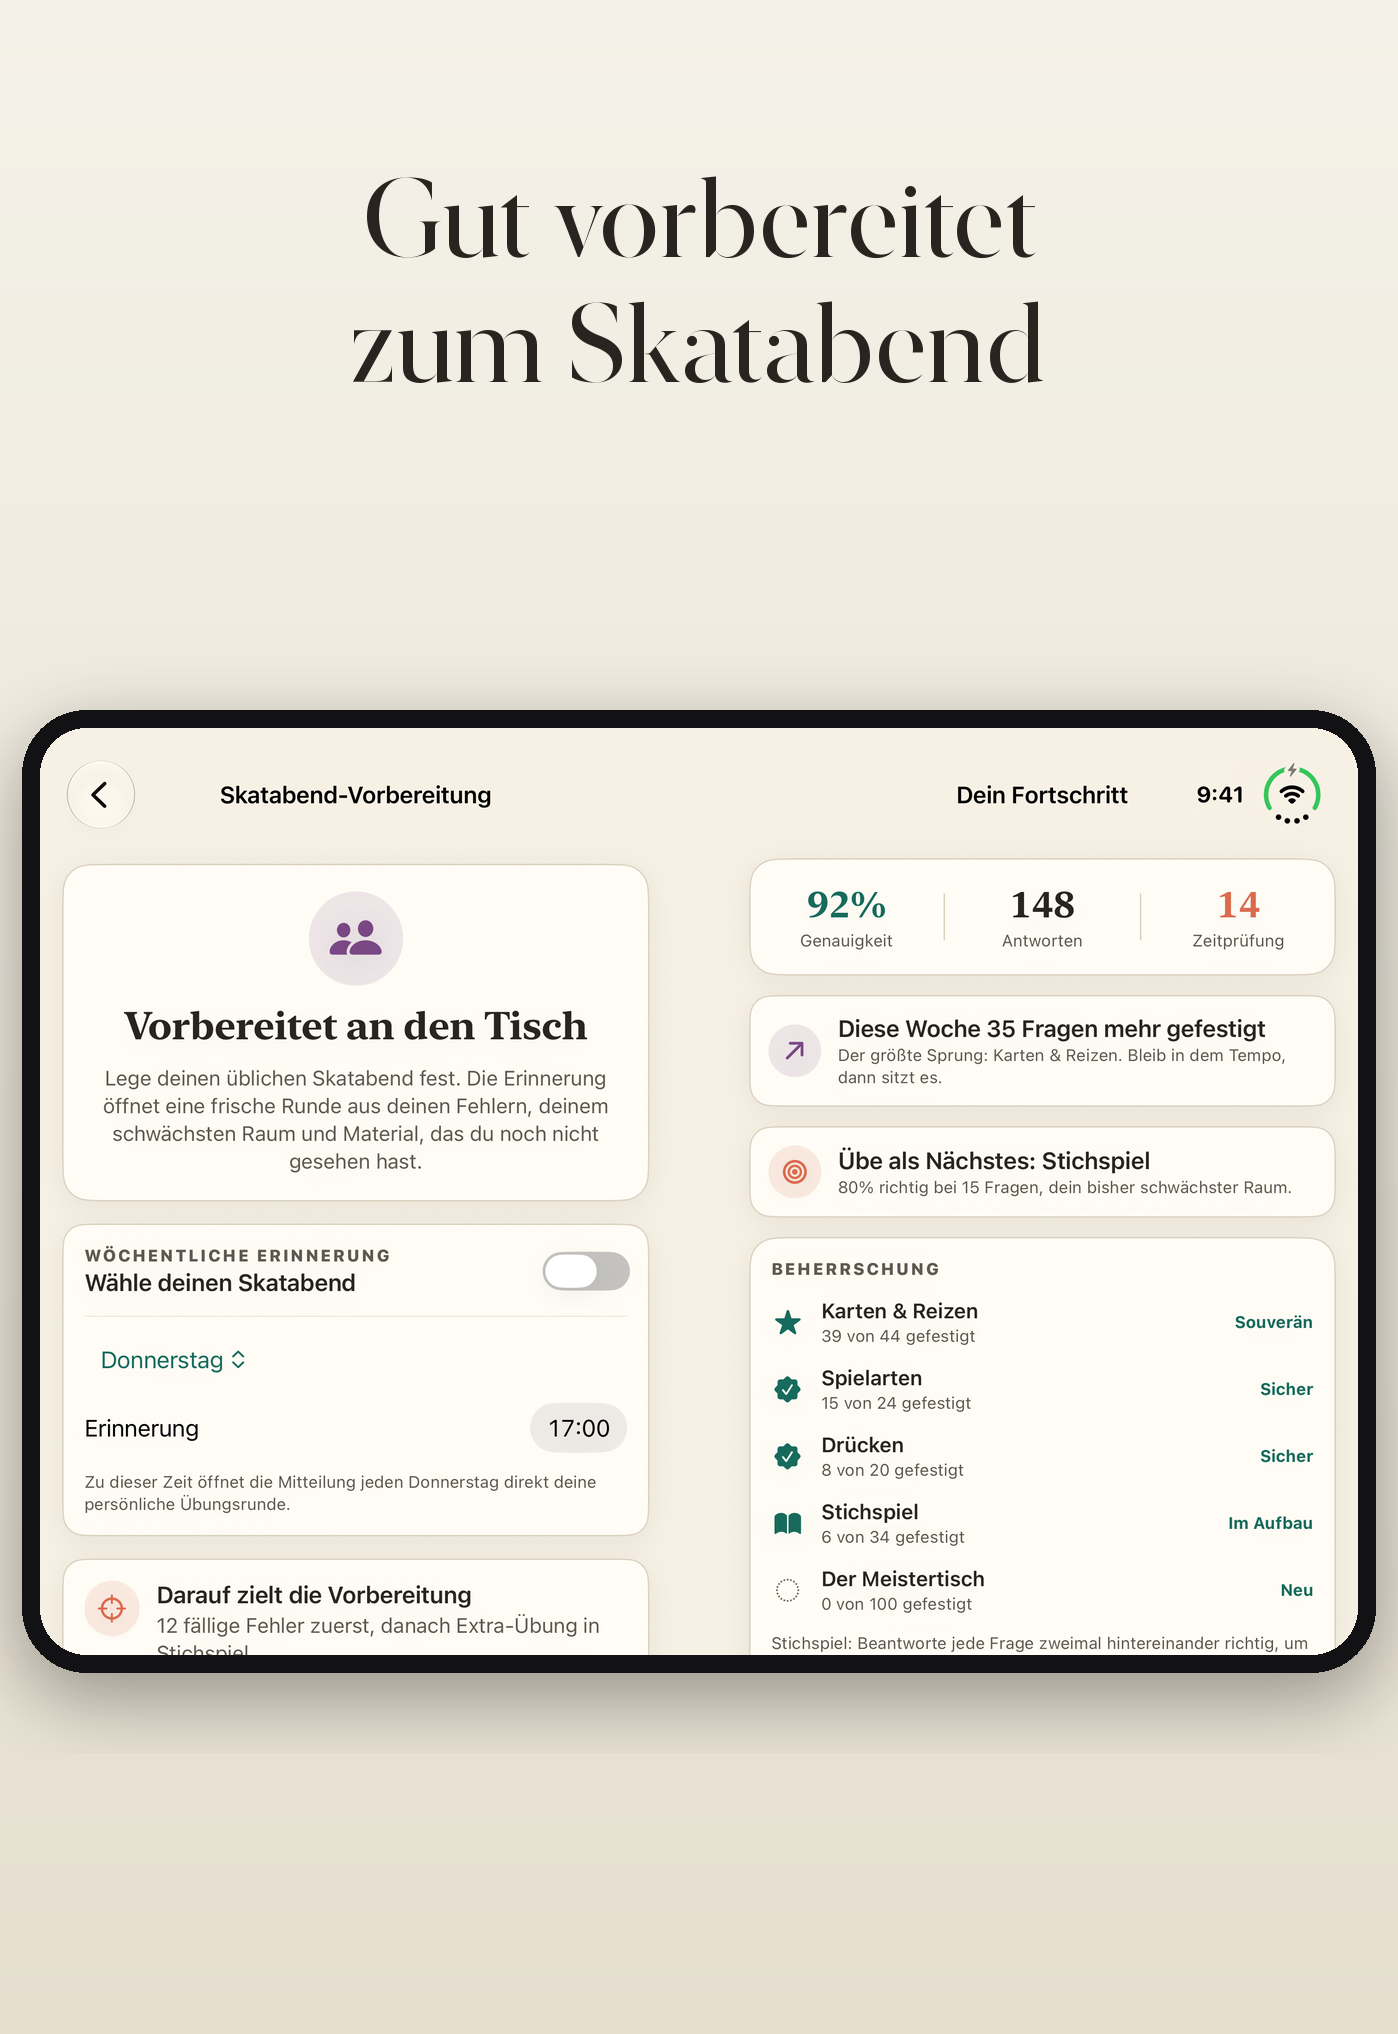 Gut vorbereitet
zum Skatabend
Skatabend-Vorbereitung
Vorbereitet an den Tisch
Lege deinen üblichen Skatabend fest. Die Erinnerung
öffnet eine frische Runde aus deinen Fehlern, deinem
schwächsten Raum und Material, das du noch nicht
gesehen hast.
WÖCHENTLICHE ERINNERUNG
Wähle deinen Skatabend
Donnerstag
Erinnerung
17:00
Zu dieser Zeit öffnet die Mitteilung jeden Donnerstag direkt deine
persönliche Übungsrunde.
Darauf zielt die Vorbereitung
12 fällige Fehler zuerst, danach Extra-Übung in
Stichspiel
Dein Fortschritt
9:41
92%
Genauigkeit
148
Antworten
14
Zeitprüfung
Diese Woche 35 Fragen mehr gefestigt
Der größte Sprung: Karten & Reizen. Bleib in dem Tempo,
dann sitzt es.
Übe als Nächstes: Stichspiel
80% richtig bei 15 Fragen, dein bisher schwächster Raum.
BEHERRSCHUNG
Karten & Reizen
39 von 44 gefestigt
Souverän
Spielarten
15 von 24 gefestigt
Sicher
Drücken
8 von 20 gefestigt
Sicher
Stichspiel
6 von 34 gefestigt
Im Aufbau
Der Meistertisch
0 von 100 gefestigt
Neu
Stichspiel: Beantworte jede Frage zweimal hintereinander richtig, um